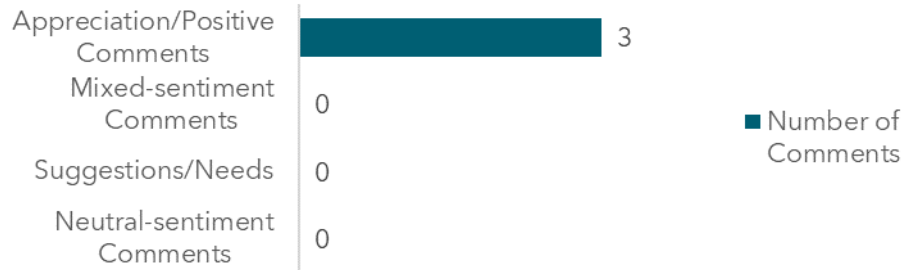 Appreciation/Positive
Comments
3
Mixed-sentiment
Comments
0
Suggestions/Needs
0
Neutral-sentiment
Comments
0
Number of
Comments